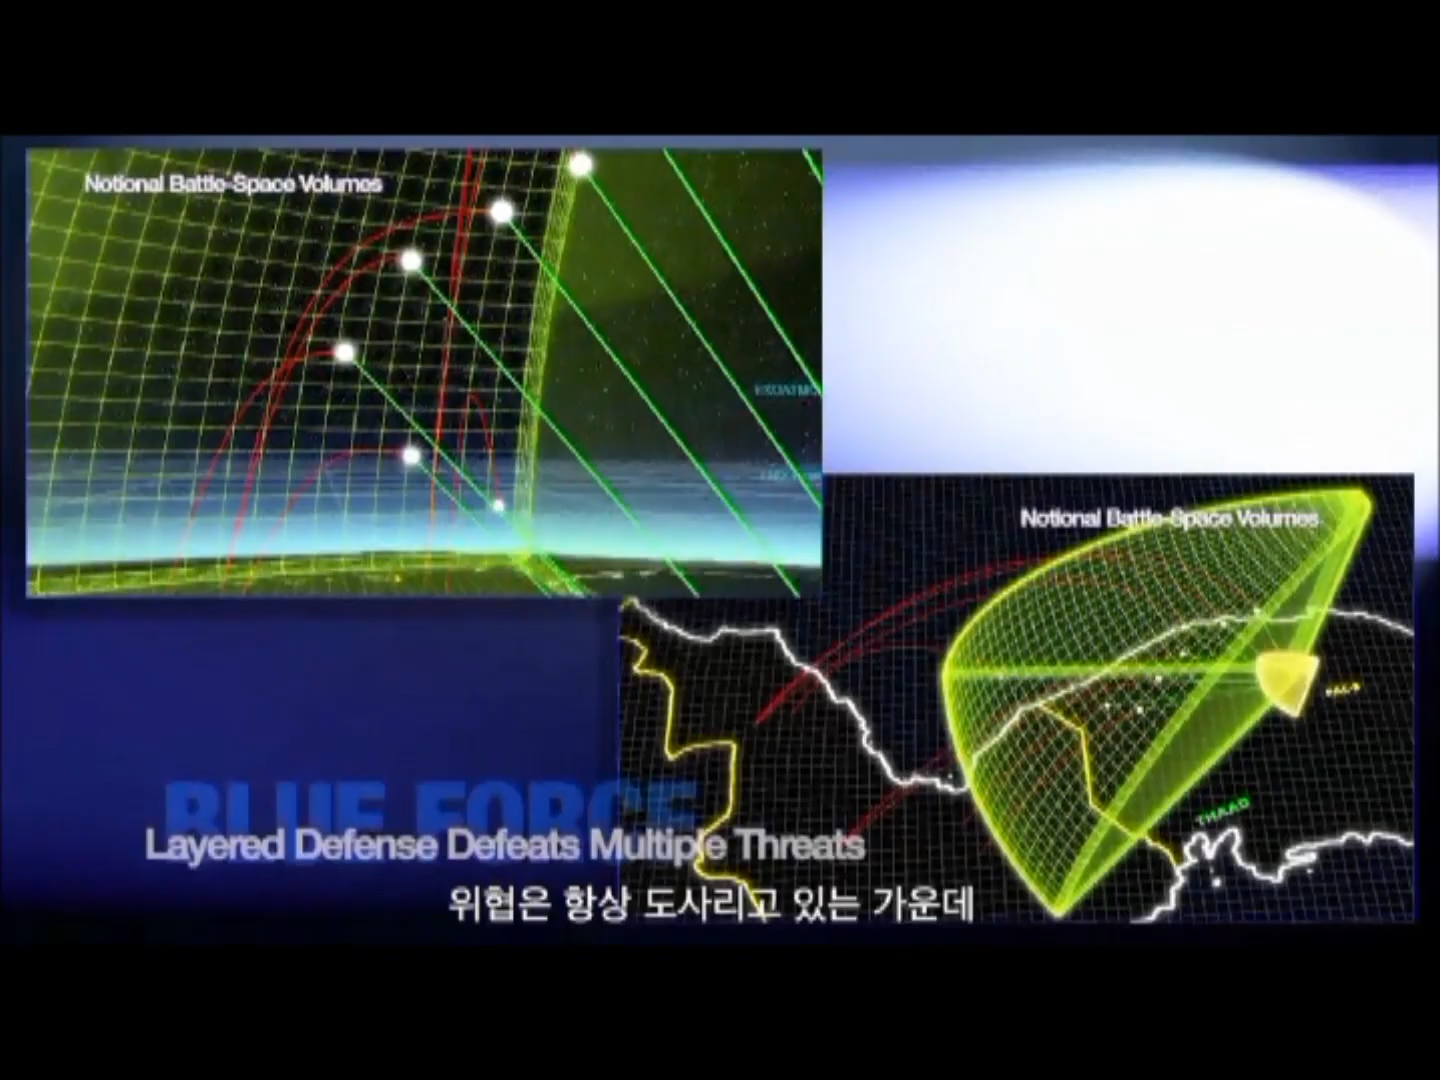 Notional Battle-Space Volumes
Notional Battle-Space Volumes
THAAD
BLUE FORCE
Layered Defense Defeats Multiple Threats
위협은 항상 도사리고 있는 가운데